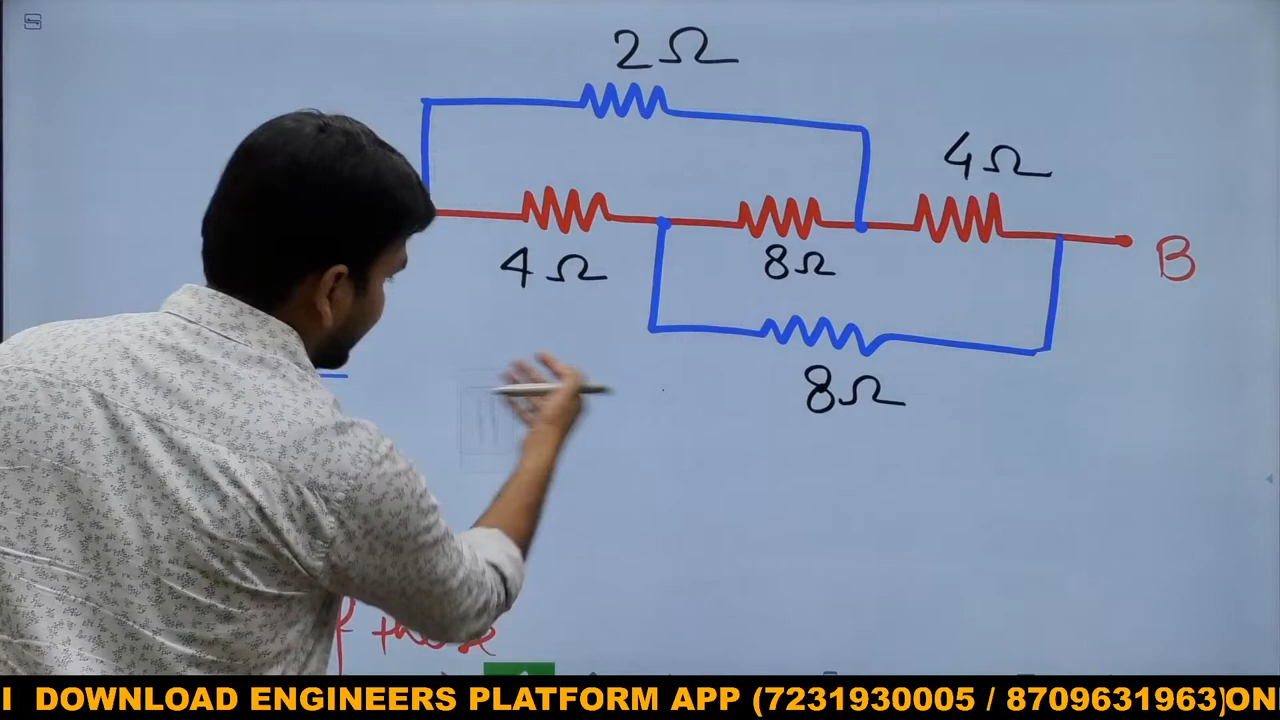 2Ω
4Ω
4Ω
8Ω
B
8Ω
I DOWNLOAD ENGINEERS PLATFORM APP (7231930005 / 8709631963)ON